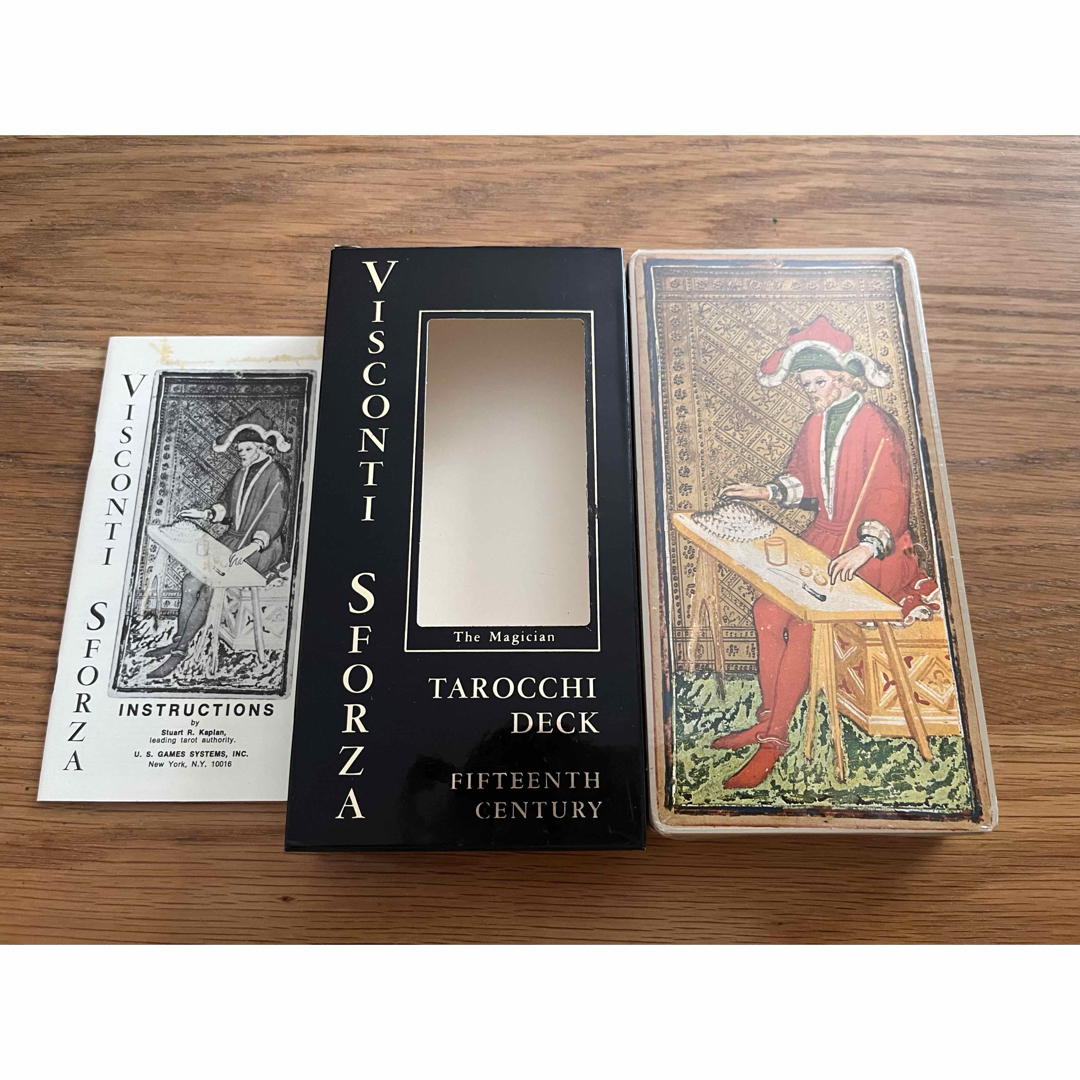 VISCONTI SFORZA
INSTRUCTIONS
by
Stuart R. Kaplan,
leading tarot authority.
U. S. GAMES SYSTEMS, INC.
New York, N.Y. 10016
VISCONTI SFORZA
The Magician
TAROCCHI
DECK
FIFTEENTH
CENTURY